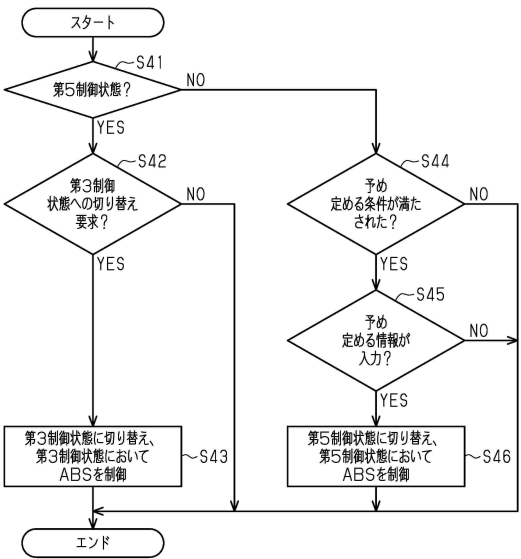 スタート
S41
第5制御状態?
NO
YES
S42
第3制御
状態への切り替え
要求?
NO
YES
S44
予め
定める条件が満た
された?
NO
YES
S45
予め
定める情報が
入力?
NO
YES
第3制御状態に切り替え、
第3制御状態において
ABSを制御
S43
第5制御状態に切り替え、
第5制御状態において
ABSを制御
S46
エンド